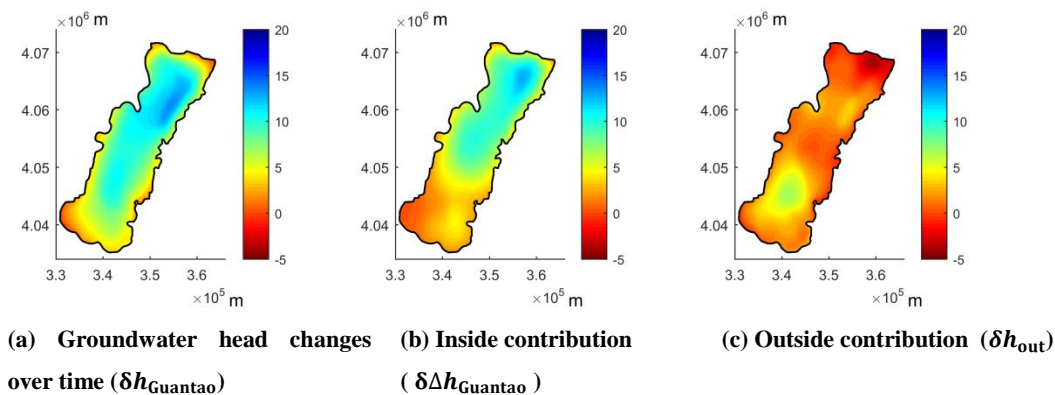 ×10⁶ m
4.07
4.06
4.05
4.04
3.3 3.4 3.5 3.6
×10⁵ m
20
15
10
5
0
-5
×10⁶ m
4.07
4.06
4.05
4.04
3.3 3.4 3.5 3.6
×10⁵ m
20
15
10
5
0
-5
×10⁶ m
4.07
4.06
4.05
4.04
3.3 3.4 3.5 3.6
×10⁵ m
20
15
10
5
0
-5
(a) Groundwater head changes
over time (δh_Guantao)
(b) Inside contribution
( δΔh_Guantao )
(c) Outside contribution (δh_out)